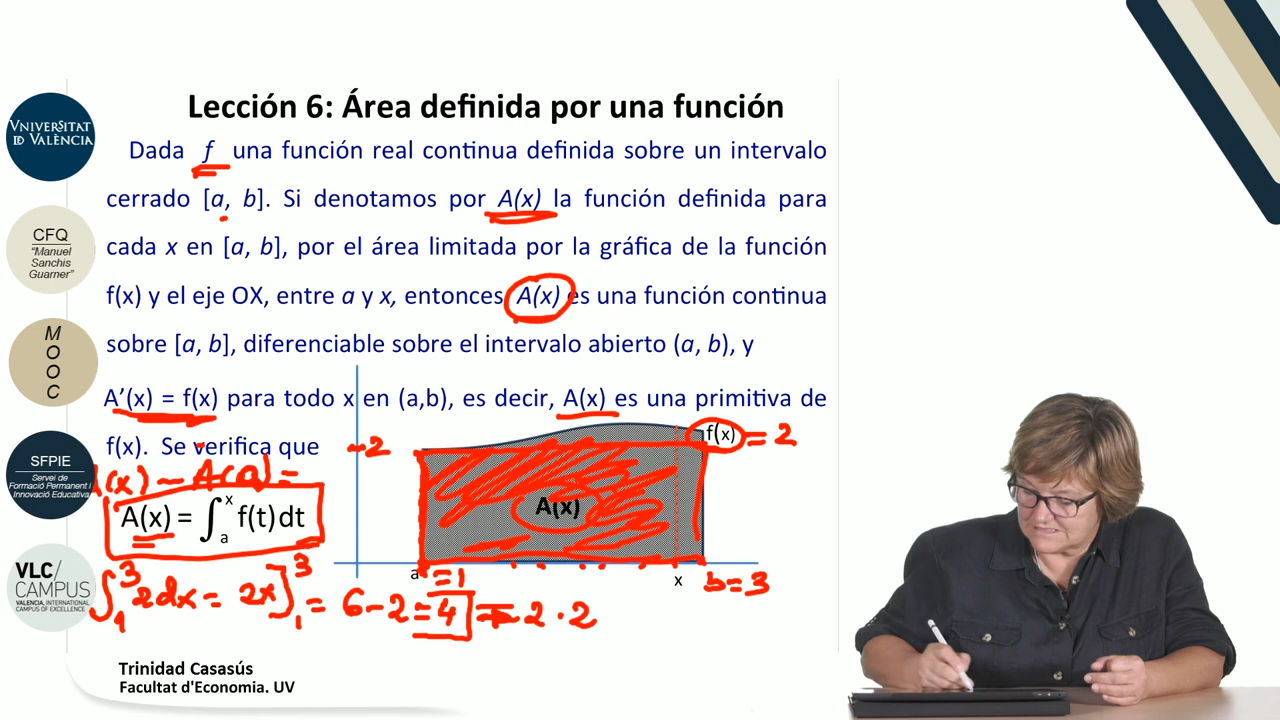 Lección 6: Área definida por una función
VNIVERSITAT
D VALÈNCIA
Dada f una función real continua definida sobre un intervalo
cerrado [a, b]. Si denotamos por A(x) la función definida para
cada x en [a, b], por el área limitada por la gráfica de la función
f(x) y el eje OX, entre a y x, entonces A(x) es una función continua
sobre [a, b], diferenciable sobre el intervalo abierto (a, b), y
A’(x) = f(x) para todo x en (a,b), es decir, A(x) es una primitiva de
f(x). Se verifica que
CFQ
“Manuel
Sanchis
Guarner”
M
O
O
C
SFPIE
Servei de
Formació Permanent i
Innovació Educativa
VLC/
CAMPUS
VALENCIA, INTERNATIONAL
CAMPUS OF EXCELLENCE
-2
f(x) = 2
(x) - A(a) =
A(x) = ∫ₐˣ f(t)dt
A(x)
a = 1
x
b = 3
∫₁³ 2dx = 2x]₁³ = 6-2 = 4 = 2·2
Trinidad Casasús
Facultat d'Economia. UV